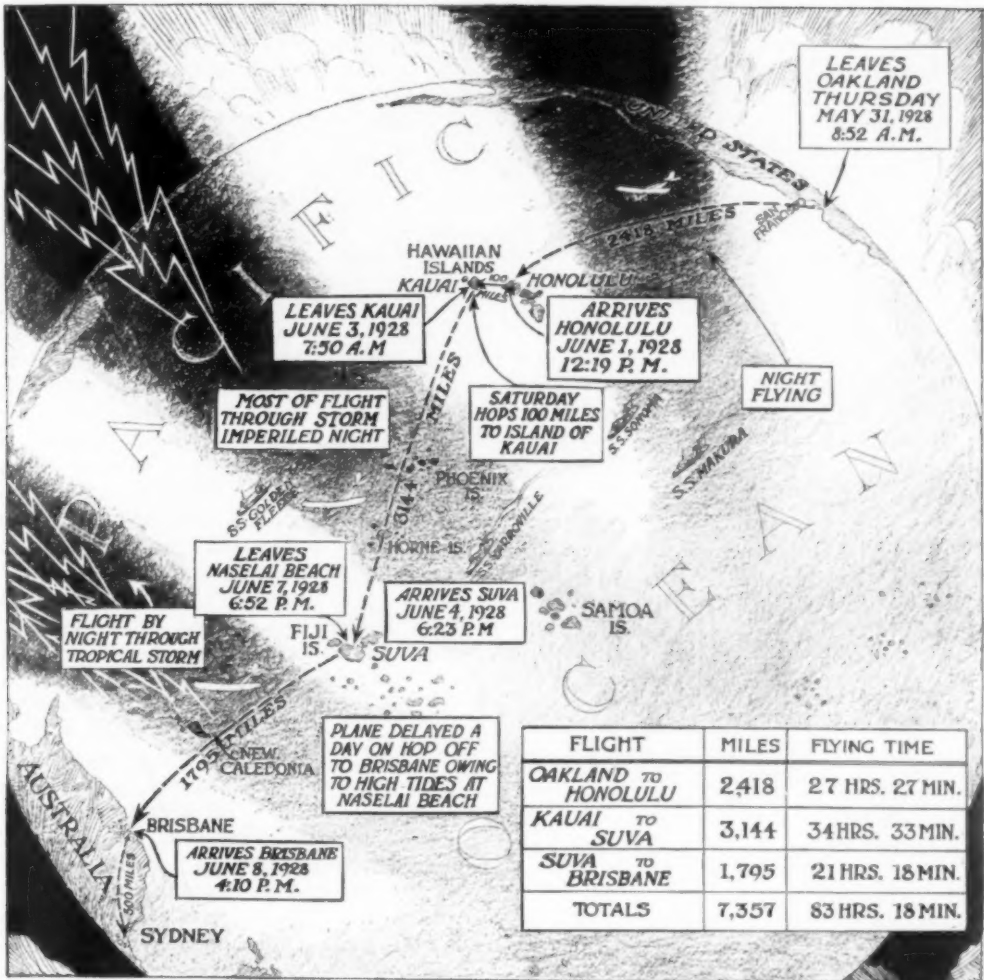 LEAVES
OAKLAND
THURSDAY
MAY 31, 1928
8:52 A.M.
UNITED STATES
SAN
FRANCISCO
2418 MILES
P A C I F I C
O C E A N
HAWAIIAN
ISLANDS
KAUAI
100
MILES
HONOLULU
LEAVES KAUAI
JUNE 3, 1928
7:50 A.M
ARRIVES
HONOLULU
JUNE 1, 1928
12:19 P.M.
MOST OF FLIGHT
THROUGH STORM
IMPERILED NIGHT
SATURDAY
HOPS 100 MILES
TO ISLAND OF
KAUAI
NIGHT
FLYING
3144 MILES
S.S. SONOMA
S.S. MAKURA
PHOENIX
IS.
S.S. GOLDEN
FLEECE
HORNE IS.
LEAVES
NASELAI BEACH
JUNE 7, 1928
6:52 P.M.
ARRIVES SUVA
JUNE 4, 1928
6:23 P.M
SAMOA
IS.
FLIGHT BY
NIGHT THROUGH
TROPICAL STORM
FIJI
IS.
SUVA
1795 MILES
NEW
CALEDONIA
PLANE DELAYED A
DAY ON HOP OFF
TO BRISBANE OWING
TO HIGH TIDES AT
NASELAI BEACH
AUSTRALIA
BRISBANE
ARRIVES BRISBANE
JUNE 8, 1928
4:10 P.M.
500 MILES
SYDNEY
FLIGHT MILES FLYING TIME
OAKLAND TO
HONOLULU 2,418 27 HRS. 27 MIN.
KAUAI TO
SUVA 3,144 34 HRS. 33 MIN.
SUVA TO
BRISBANE 1,795 21 HRS. 18 MIN.
TOTALS 7,357 83 HRS. 18 MIN.